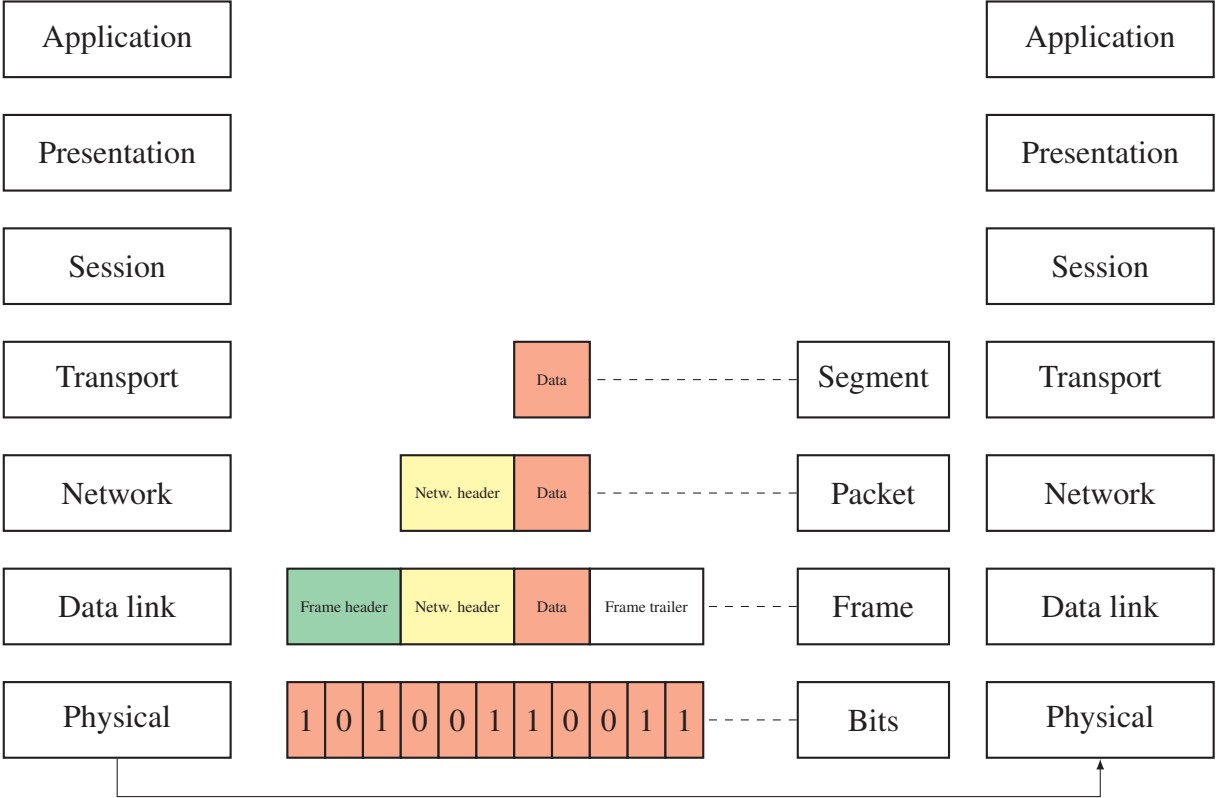 Application Application
Presentation Presentation
Session Session
Transport Data Segment Transport
Network Netw. header Data Packet Network
Data link Frame header Netw. header Data Frame trailer Frame Data link
Physical 1 0 1 0 0 1 1 0 0 1 1 Bits Physical